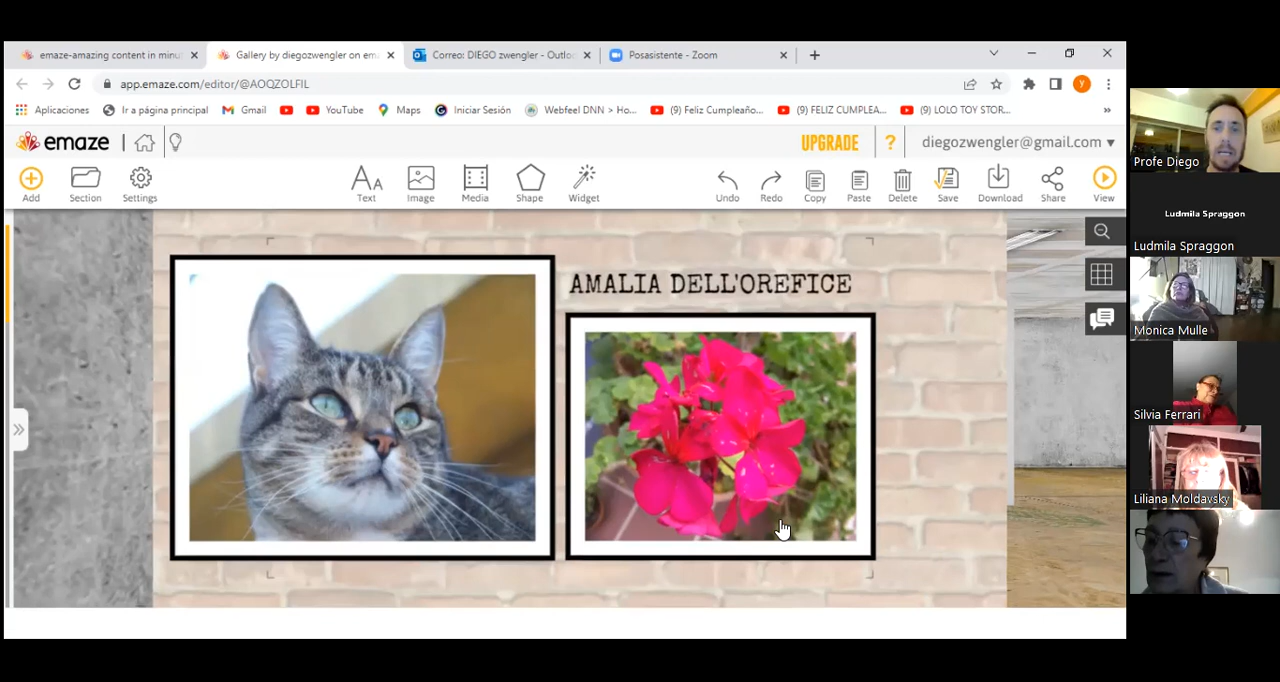 emaze-amazing content in minut
Gallery by diegozwengler on ema
Correo: DIEGO zwengler - Outlo
Posasistente - Zoom
app.emaze.com/editor/@AOQZOLFIL
y
Aplicaciones
Ir a página principal
Gmail
YouTube
Maps
Iniciar Sesión
Webfeel DNN > Ho...
(9) Feliz Cumpleaño...
(9) FELIZ CUMPLEA...
(9) LOLO TOY STOR...
»
emaze
UPGRADE
?
diegozwengler@gmail.com
Add
Section
Settings
Text
Image
Media
Shape
Widget
Undo
Redo
Copy
Paste
Delete
Save
Download
Share
View
AMALIA DELL'OREFICE
Profe Diego
Ludmila Spraggon
Ludmila Spraggon
Monica Mulle
Silvia Ferrari
Liliana Moldavsky